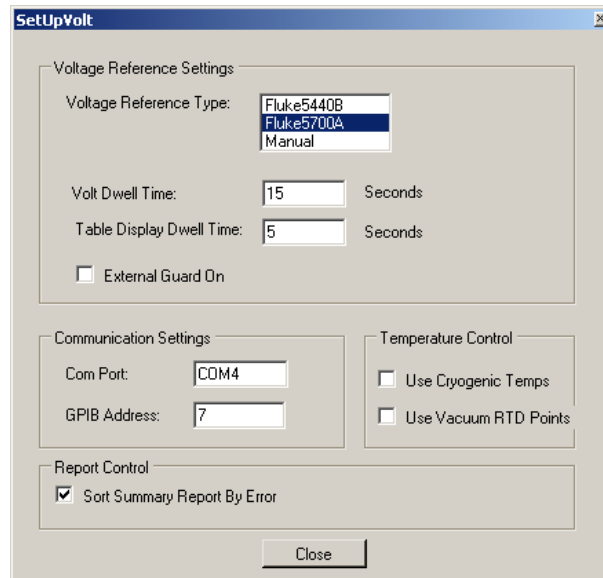 SetUpVolt
Voltage Reference Settings
Voltage Reference Type:
Fluke5440B
Fluke5700A
Manual
Volt Dwell Time: 15 Seconds
Table Display Dwell Time: 5 Seconds
External Guard On
Communication Settings
Com Port: COM4
GPIB Address: 7
Temperature Control
Use Cryogenic Temps
Use Vacuum RTD Points
Report Control
Sort Summary Report By Error
Close